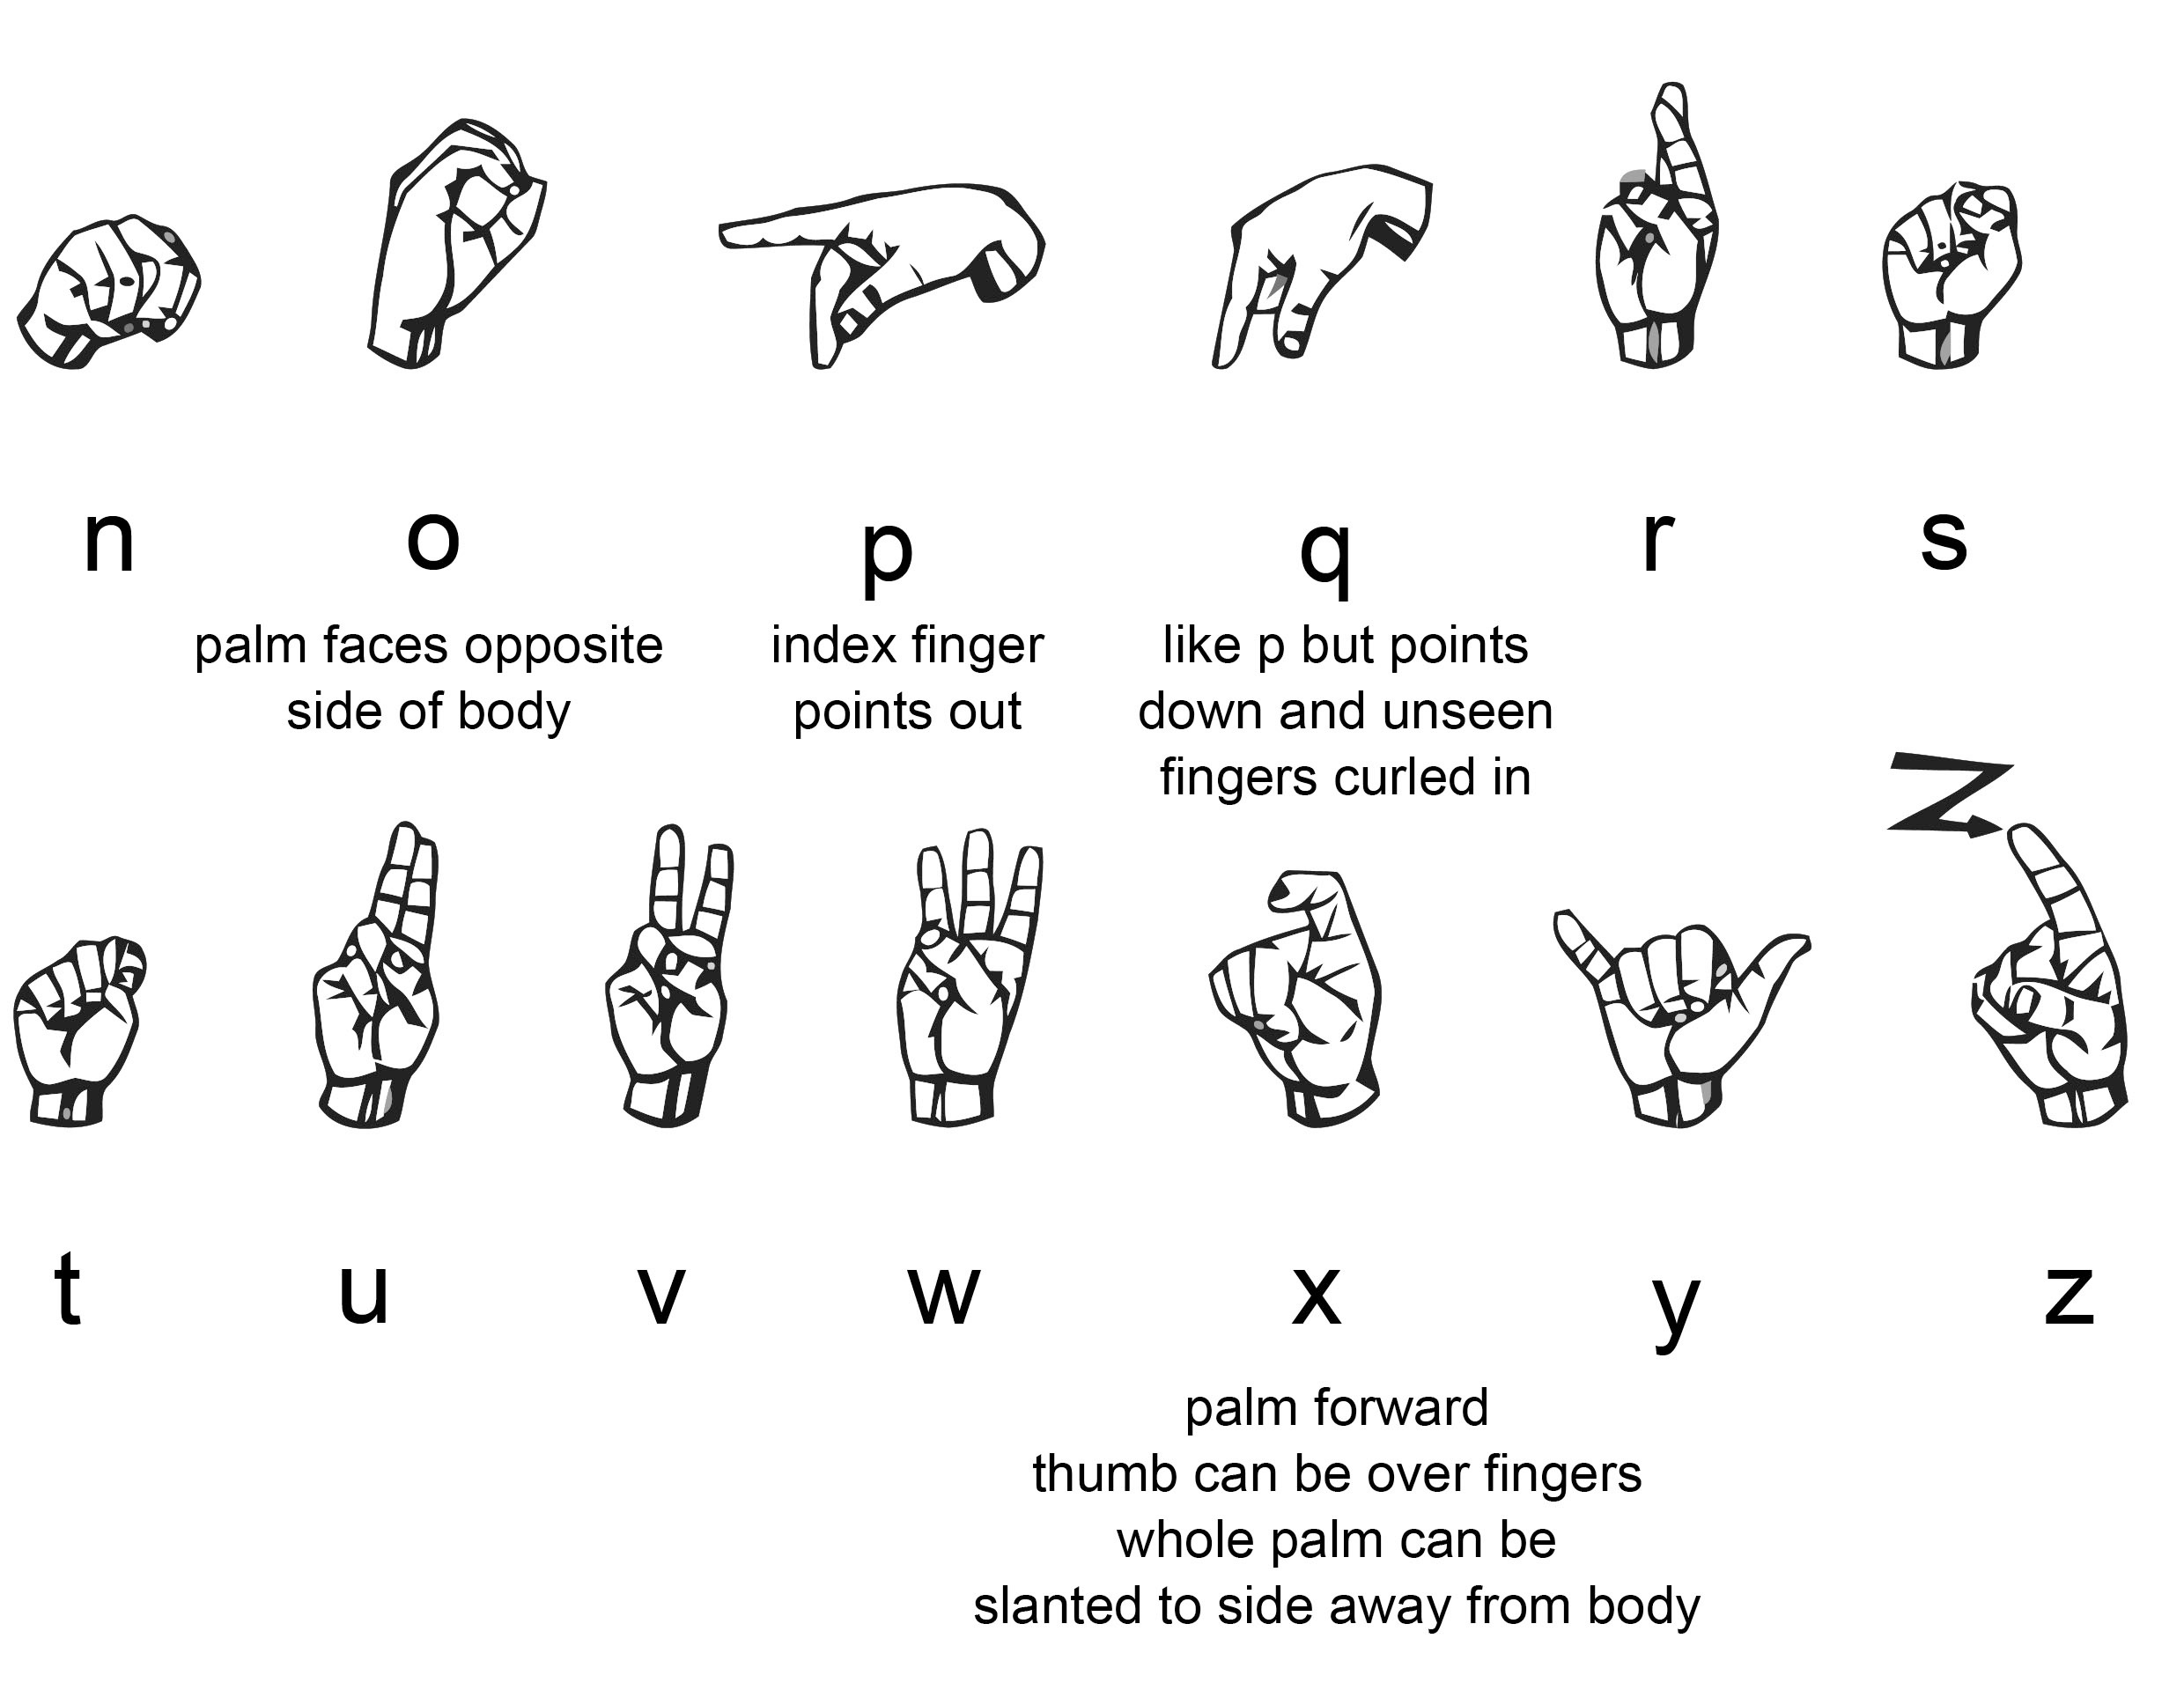 n o p q r s
palm faces opposite
side of body
index finger
points out
like p but points
down and unseen
fingers curled in
Z
t u v w x y z
palm forward
thumb can be over fingers
whole palm can be
slanted to side away from body